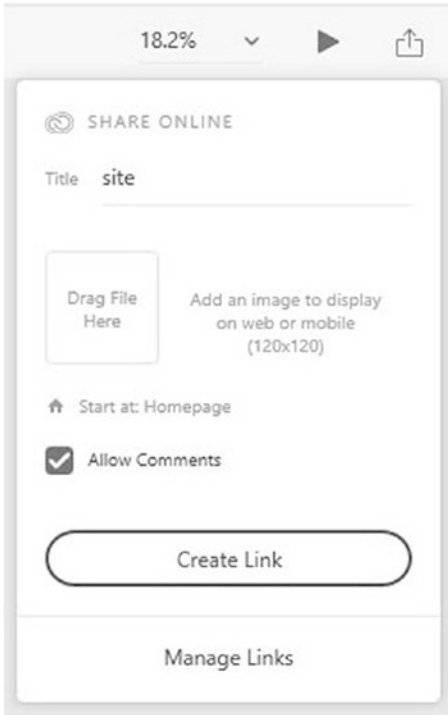 18.2%
SHARE ONLINE
Title site
Drag File
Here
Add an image to display
on web or mobile
(120x120)
Start at: Homepage
Allow Comments
Create Link
Manage Links